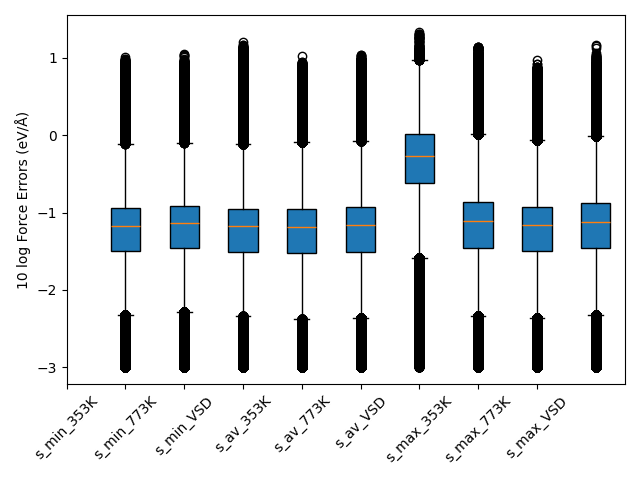 10 log Force Errors (eV/Å)
1
0
−1
−2
−3
s_min_353K
s_min_773K
s_min_VSD
s_av_353K
s_av_773K
s_av_VSD
s_max_353K
s_max_773K
s_max_VSD